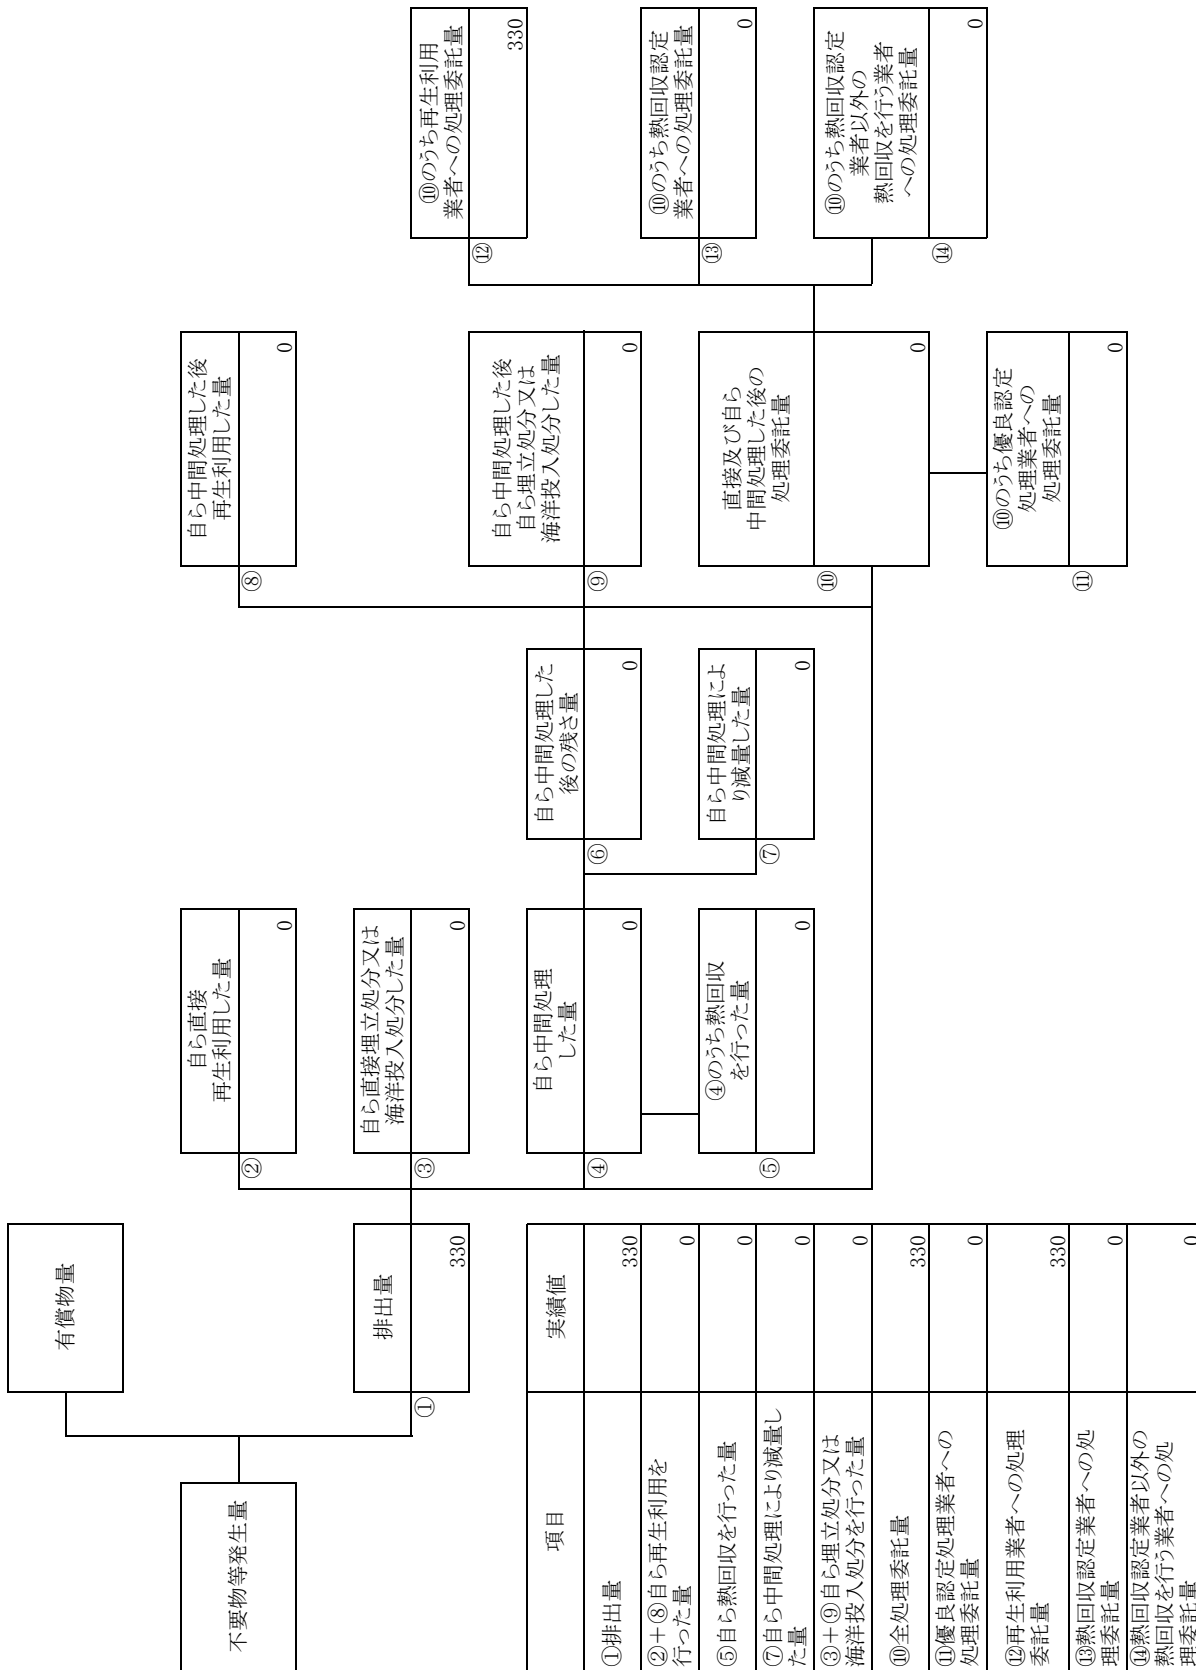 不要物等発生量
有償物量
①
排出量
330
②
自ら直接
再生利用した量
0
③
自ら直接埋立処分又は
海洋投入処分した量
0
④
自ら中間処理
した量
0
⑤
④のうち熱回収
を行った量
0
⑥
自ら中間処理した
後の残さ量
0
⑦
自ら中間処理によ
り減量した量
0
⑧
自ら中間処理した後
再生利用した量
0
⑨
自ら中間処理した後
自ら埋立処分又は
海洋投入処分した量
0
⑩
直接及び自ら
中間処理した後の
処理委託量
0
⑪
⑩のうち優良認定
処理業者への
処理委託量
0
⑫
⑩のうち再生利用
業者への処理委託量
330
⑬
⑩のうち熱回収認定
業者への処理委託量
0
⑭
⑩のうち熱回収認定
業者以外の
熱回収を行う業者
への処理委託量
0
項目 実績値
①排出量 330
②+⑧自ら再生利用を
行った量 0
⑤自ら熱回収を行った量 0
⑦自ら中間処理により減量し
た量 0
③+⑨自ら埋立処分又は
海洋投入処分を行った量 0
⑩全処理委託量 330
⑪優良認定処理業者への
処理委託量 0
⑫再生利用業者への処理
委託量 330
⑬熱回収認定業者への処
理委託量 0
⑭熱回収認定業者以外の
熱回収を行う業者への処
理委託量 0